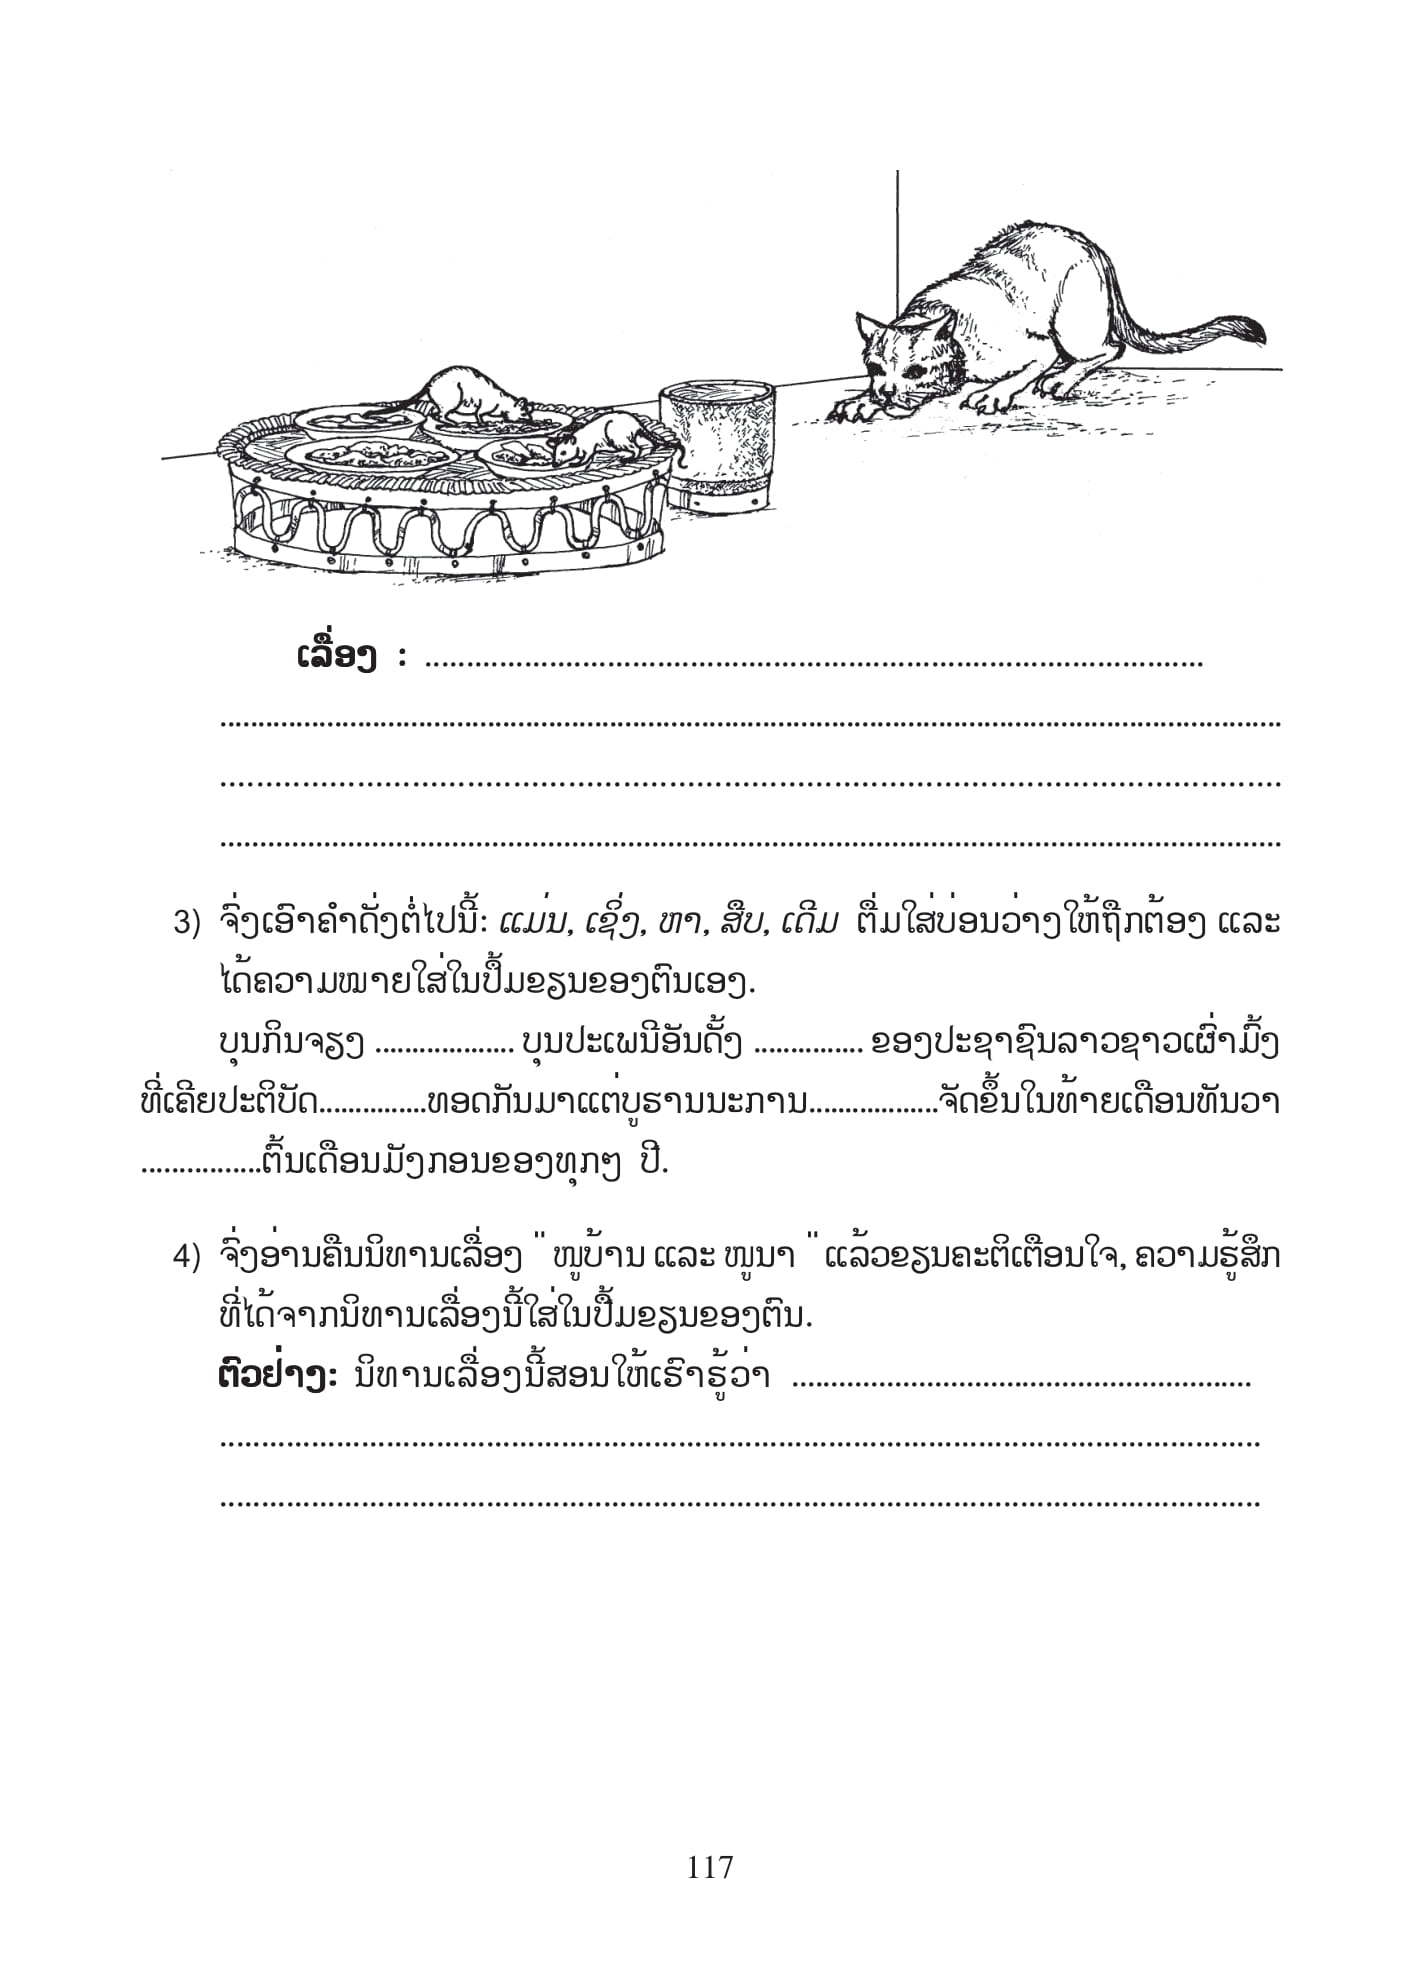 ເລື່ອງ : ........................................................................................
........................................................................................................................
........................................................................................................................
........................................................................................................................
3) ຈົ່ງເອົາຄຳດັ່ງຕໍ່ໄປນີ້: ແມ່ນ, ເຊິ່ງ, ຫາ, ສືບ, ເດີມ ຕື່ມໃສ່ບ່ອນວ່າງໃຫ້ຖືກຕ້ອງ ແລະ
ໄດ້ຄວາມໝາຍໃສ່ໃນປຶ້ມຂຽນຂອງຕົນເອງ.
ບຸນກິນຈຽງ ................... ບຸນປະເພນີອັນດັ້ງ ............... ຂອງປະຊາຊົນລາວຊາວເຜົ່າມົ້ງ
ທີ່ເຄີຍປະຕິບັດ...............ທອດກັນມາແຕ່ບູຮານນະການ..................ຈັດຂຶ້ນໃນທ້າຍເດືອນທັນວາ
................ຕົ້ນເດືອນມັງກອນຂອງທຸກໆ ປີ.
4) ຈົ່ງອ່ານຄືນນິທານເລື່ອງ " ໜູບ້ານ ແລະ ໜູນາ " ແລ້ວຂຽນຄະຕິເຕືອນໃຈ, ຄວາມຮູ້ສຶກ
ທີ່ໄດ້ຈາກນິທານເລື່ອງນີ້ໃສ່ໃນປຶ້ມຂຽນຂອງຕົນ.
ຕົວຢ່າງ: ນິທານເລື່ອງນີ້ສອນໃຫ້ເຮົາຮູ້ວ່າ ..........................................................
........................................................................................................................
........................................................................................................................
117